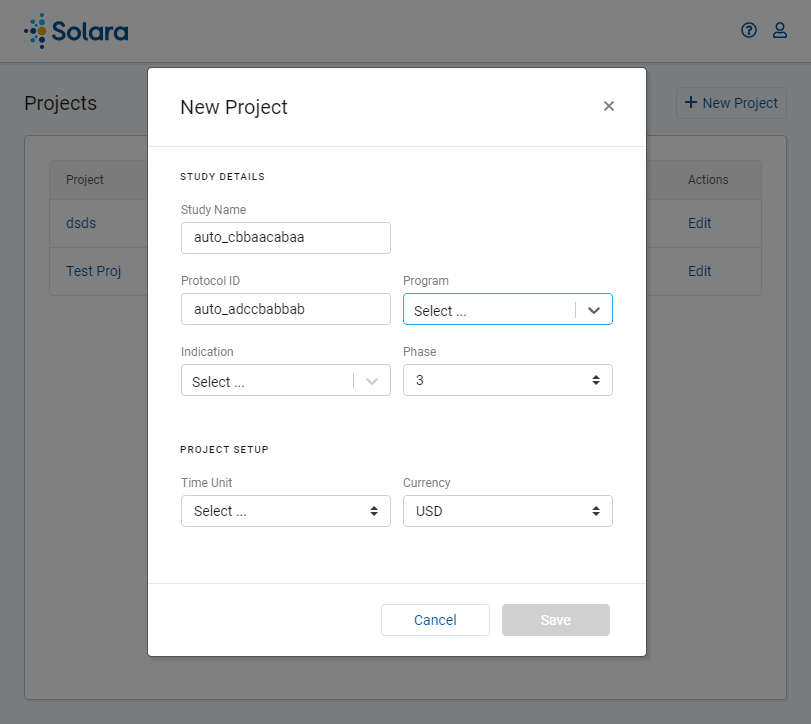 Solara
Projects
New Project
Project
Actions
dsds
Edit
Test Proj
Edit
New Project
STUDY DETAILS
Study Name
auto_cbbaacabaa
Protocol ID Program
auto_adccbabbab Select ...
Indication Phase
Select ... 3
PROJECT SETUP
Time Unit Currency
Select ... USD
Cancel Save